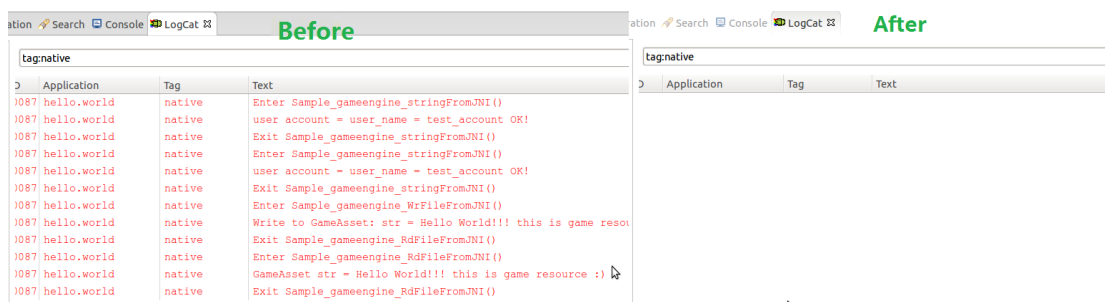 ation Search Console LogCat Before
tag:native
D Application Tag Text
0087 hello.world native Enter Sample_gameengine_stringFromJNI()
0087 hello.world native user account = user_name = test_account OK!
0087 hello.world native Exit Sample_gameengine_stringFromJNI()
0087 hello.world native Enter Sample_gameengine_stringFromJNI()
0087 hello.world native user account = user_name = test_account OK!
0087 hello.world native Exit Sample_gameengine_stringFromJNI()
0087 hello.world native Enter Sample_gameengine_WrFileFromJNI()
0087 hello.world native Write to GameAsset: str = Hello World!!! this is game resou
0087 hello.world native Exit Sample_gameengine_RdFileFromJNI()
0087 hello.world native Enter Sample_gameengine_RdFileFromJNI()
0087 hello.world native GameAsset str = Hello World!!! this is game resource :)
0087 hello.world native Exit Sample_gameengine_RdFileFromJNI()
ration Search Console LogCat After
tag:native
D Application Tag Text